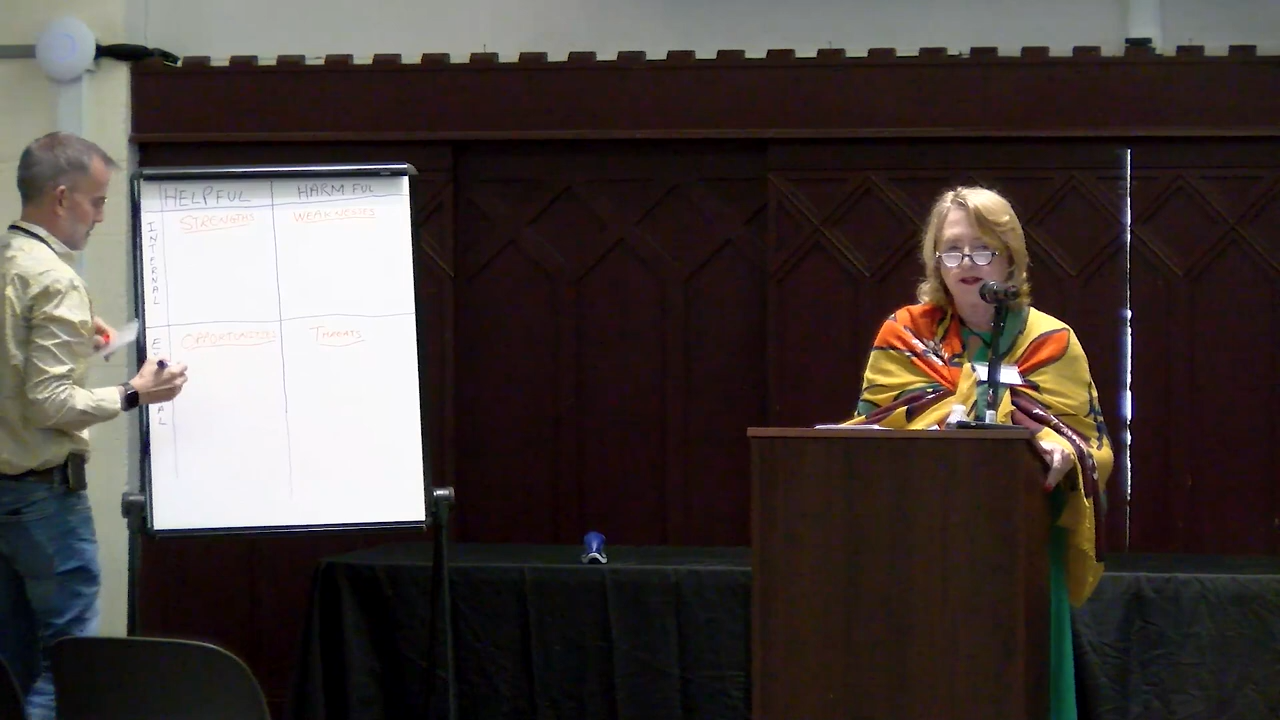 HELPFUL HARMFUL
INTERNAL
STRENGTHS WEAKNESSES
OPPORTUNITIES THREATS